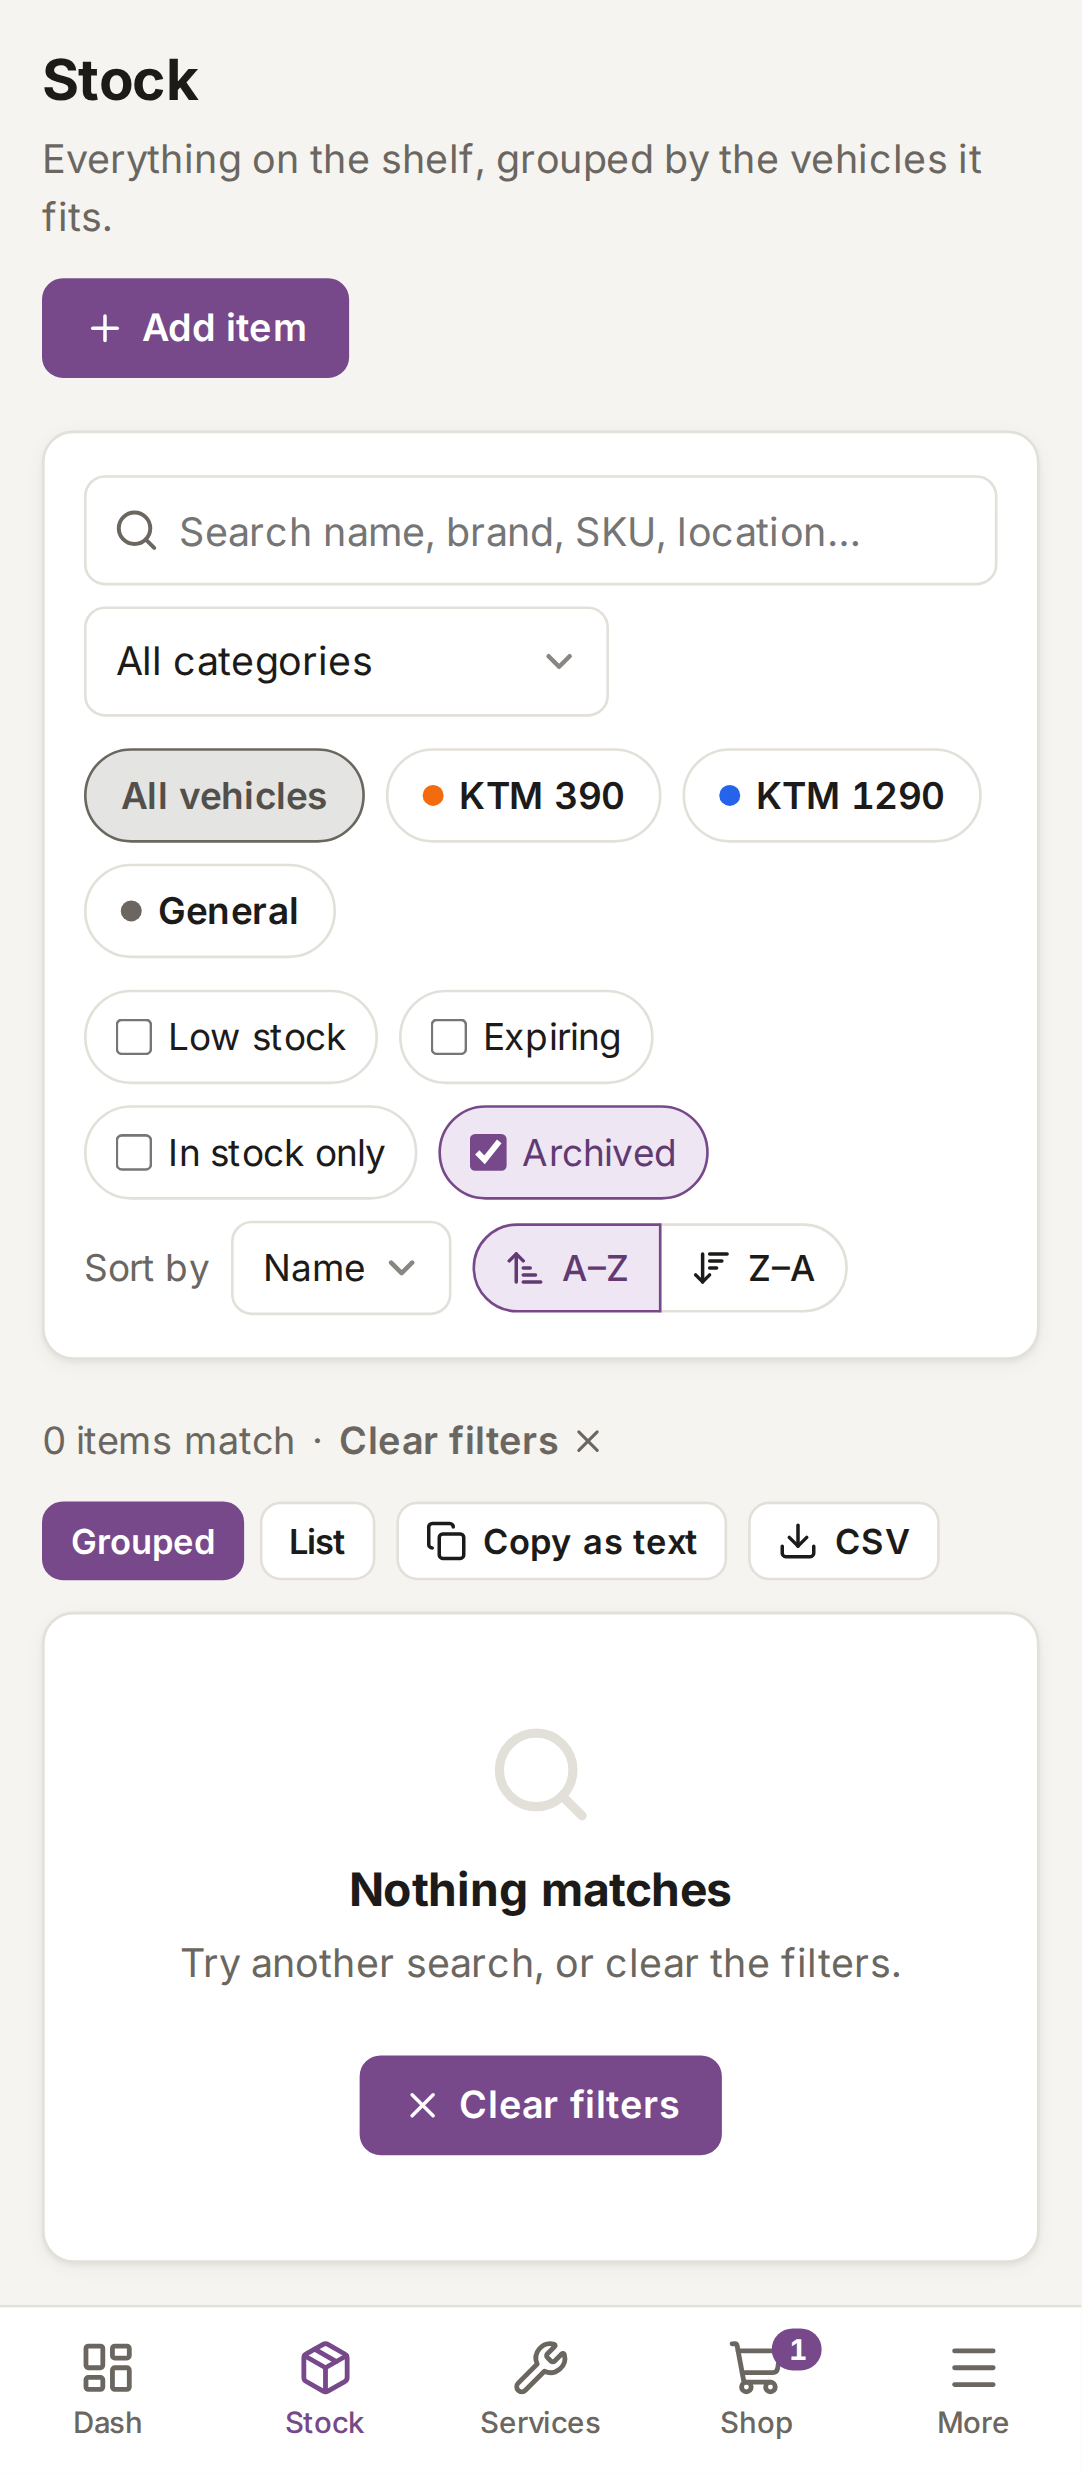 Stock
Everything on the shelf, grouped by the vehicles it
fits.
Add item
Search name, brand, SKU, location...
All categories
All vehicles
KTM 390
KTM 1290
General
Low stock
Expiring
In stock only
Archived
Sort by
Name
A–Z
Z–A
0 items match · Clear filters
Grouped
List
Copy as text
CSV
Nothing matches
Try another search, or clear the filters.
Clear filters
1
Dash
Stock
Services
Shop
More